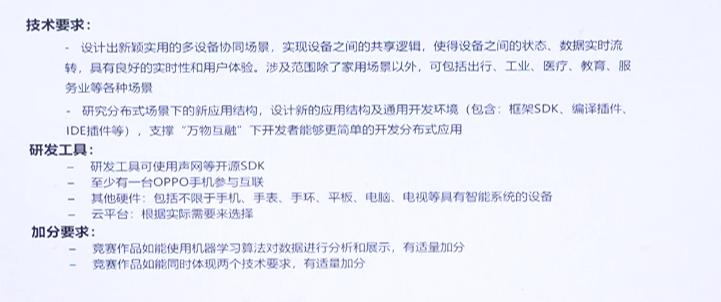 技术要求：
- 设计出新颖实用的多设备协同场景，实现设备之间的共享逻辑，使得设备之间的状态、数据实时流
转，具有良好的实时性和用户体验。涉及范围除了家用场景以外，可包括出行、工业、医疗、教育、服
务业等各种场景
- 研究分布式场景下的新应用结构，设计新的应用结构及通用开发环境（包含：框架SDK、编译插件、
IDE插件等），支撑“万物互融”下开发者能够更简单的开发分布式应用
研发工具：
– 研发工具可使用声网等开源SDK
– 至少有一台OPPO手机参与互联
– 其他硬件：包括不限于手机、手表、手环、平板、电脑、电视等具有智能系统的设备
– 云平台：根据实际需要来选择
加分要求：
– 竞赛作品如能使用机器学习算法对数据进行分析和展示，有适量加分
– 竞赛作品如能同时体现两个技术要求，有适量加分